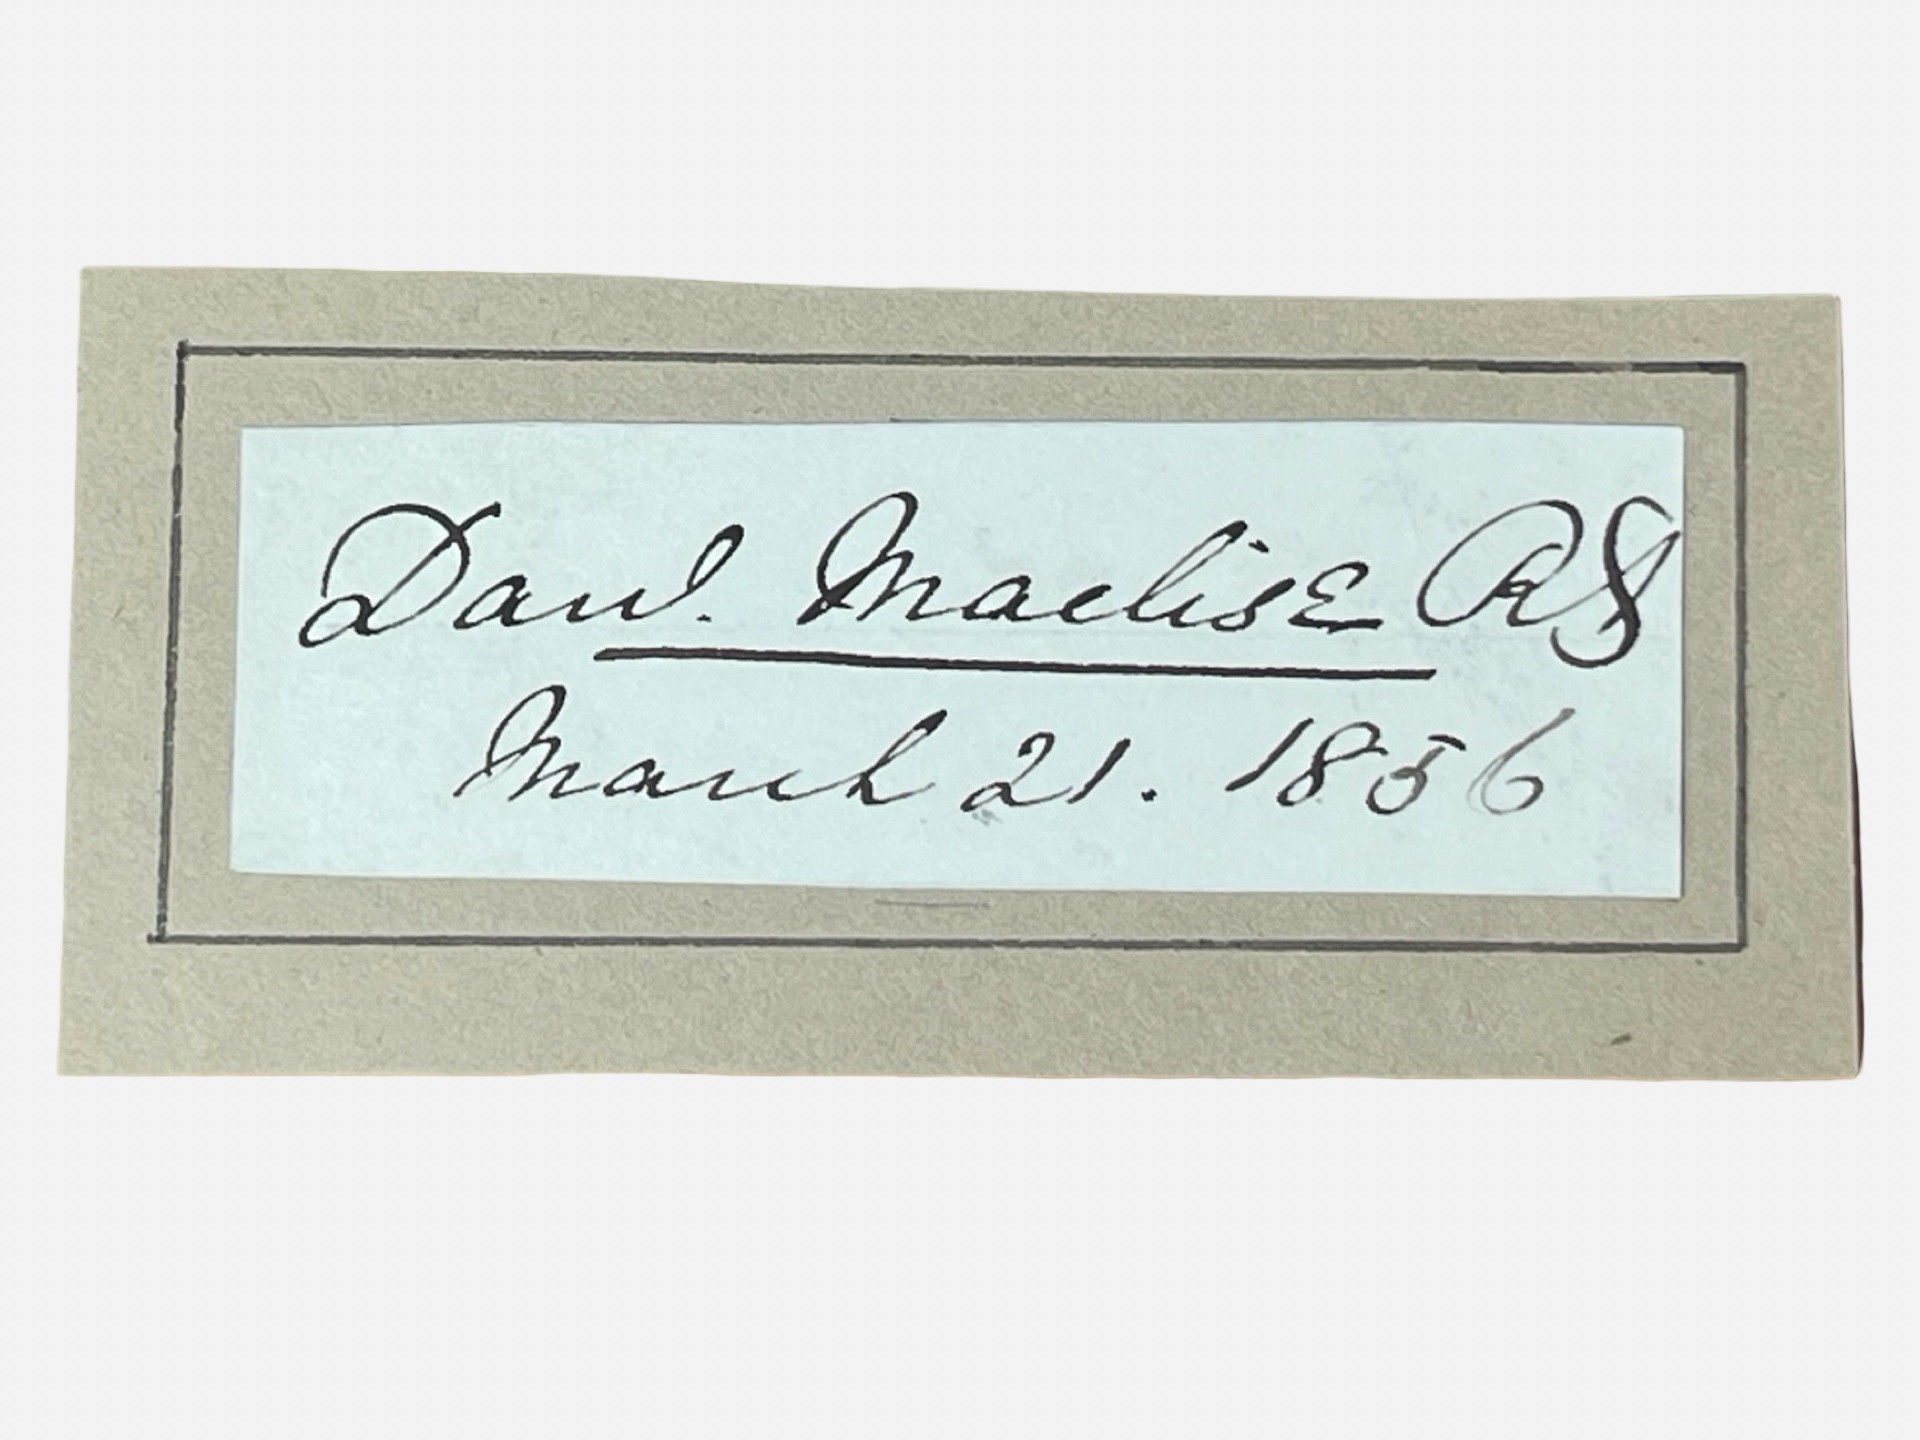 Danl. Maclise RA
March 21. 1856